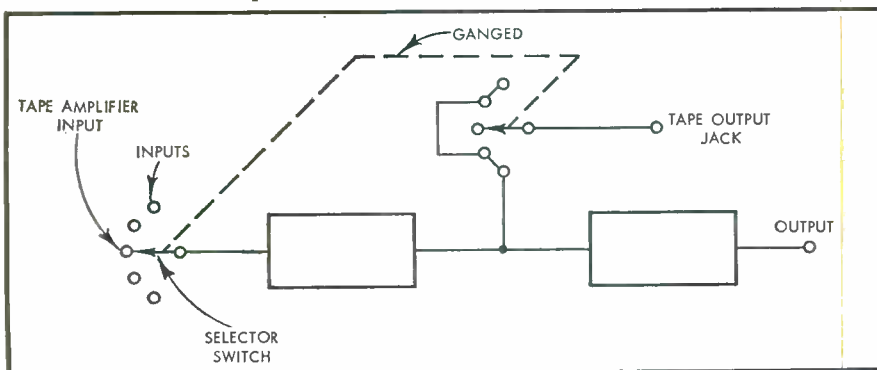 GANGED
TAPE AMPLIFIER
INPUT
INPUTS
TAPE OUTPUT
JACK
OUTPUT
SELECTOR
SWITCH